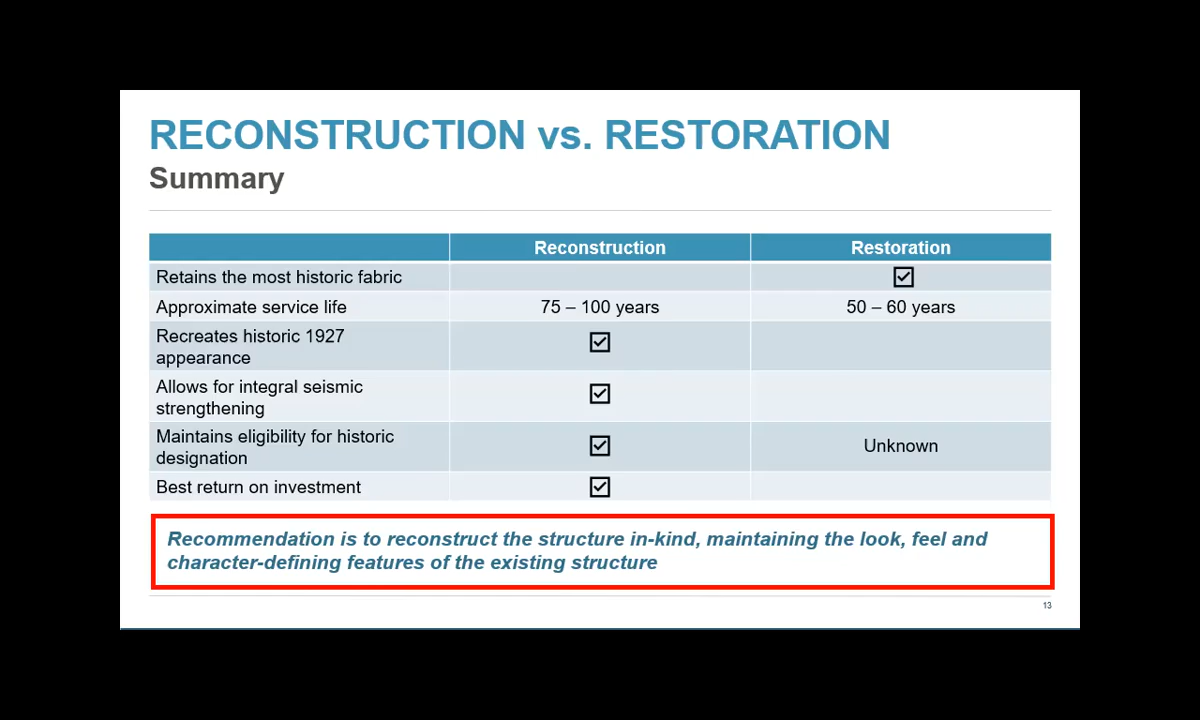 RECONSTRUCTION vs. RESTORATION
Summary
Reconstruction Restoration
Retains the most historic fabric ☑
Approximate service life 75 – 100 years 50 – 60 years
Recreates historic 1927
appearance ☑
Allows for integral seismic
strengthening ☑
Maintains eligibility for historic
designation ☑ Unknown
Best return on investment ☑
Recommendation is to reconstruct the structure in-kind, maintaining the look, feel and
character-defining features of the existing structure
13